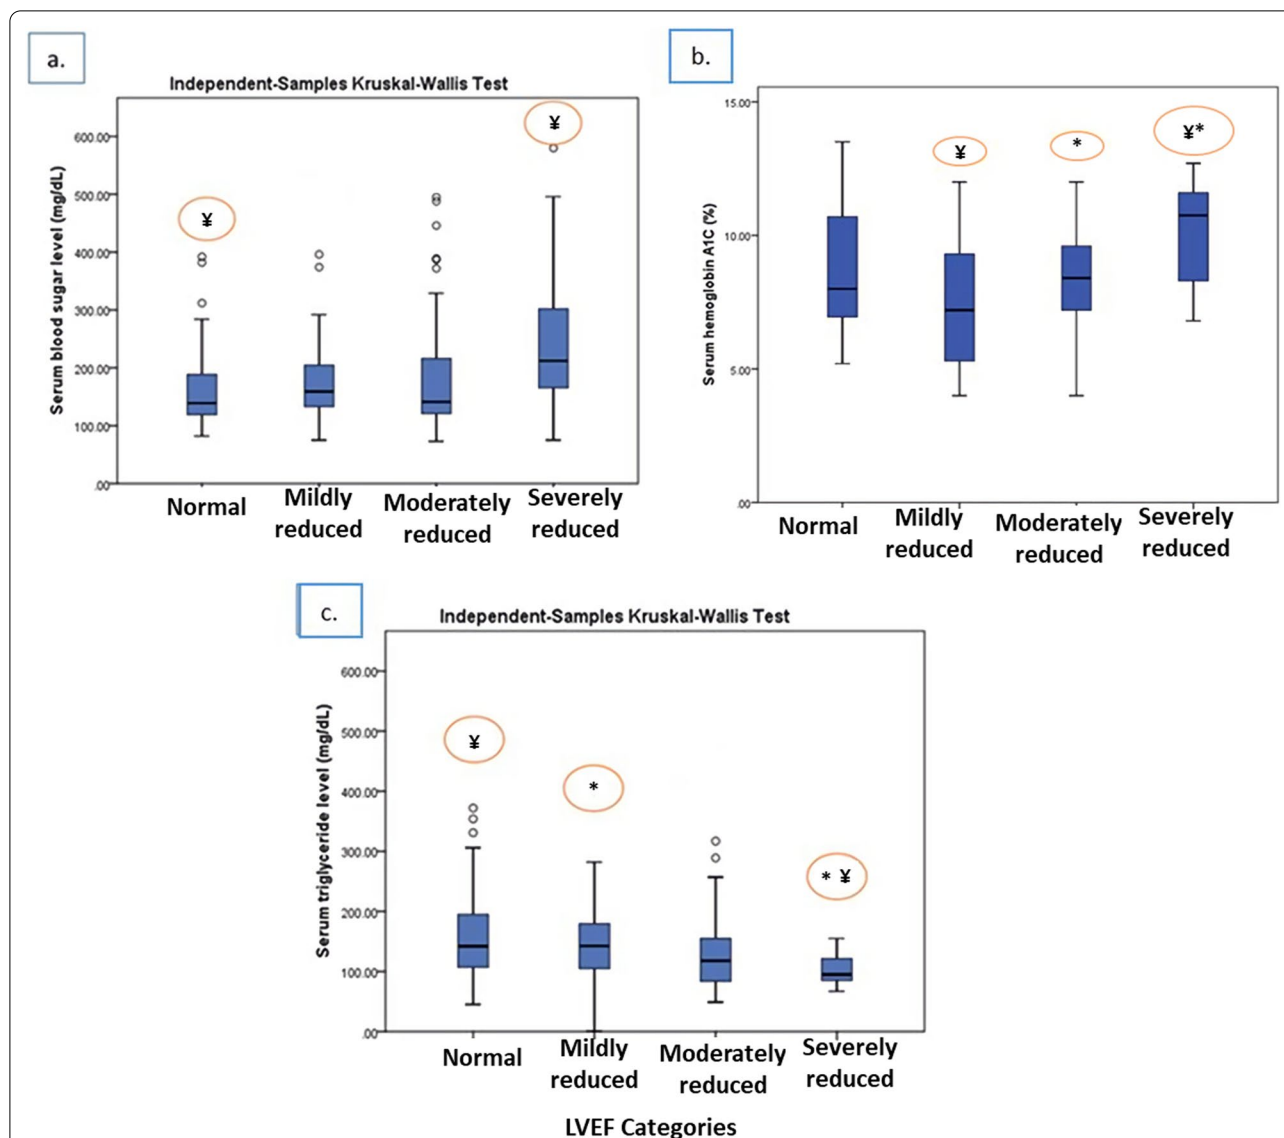 a.
Independent-Samples Kruskal-Wallis Test
Serum blood sugar level (mg/dL)
600.00
500.00
400.00
300.00
200.00
100.00
.00
¥
¥
Normal
Mildly
reduced
Moderately
reduced
Severely
reduced
b.
Serum hemoglobin A1C (%)
15.00
10.00
5.00
.00
¥
*
¥*
Normal
Mildly
reduced
Moderately
reduced
Severely
reduced
c.
Independent-Samples Kruskal-Wallis Test
Serum triglyceride level (mg/dL)
600.00
500.00
400.00
300.00
200.00
100.00
.00
¥
*
* ¥
Normal
Mildly
reduced
Moderately
reduced
Severely
reduced
LVEF Categories